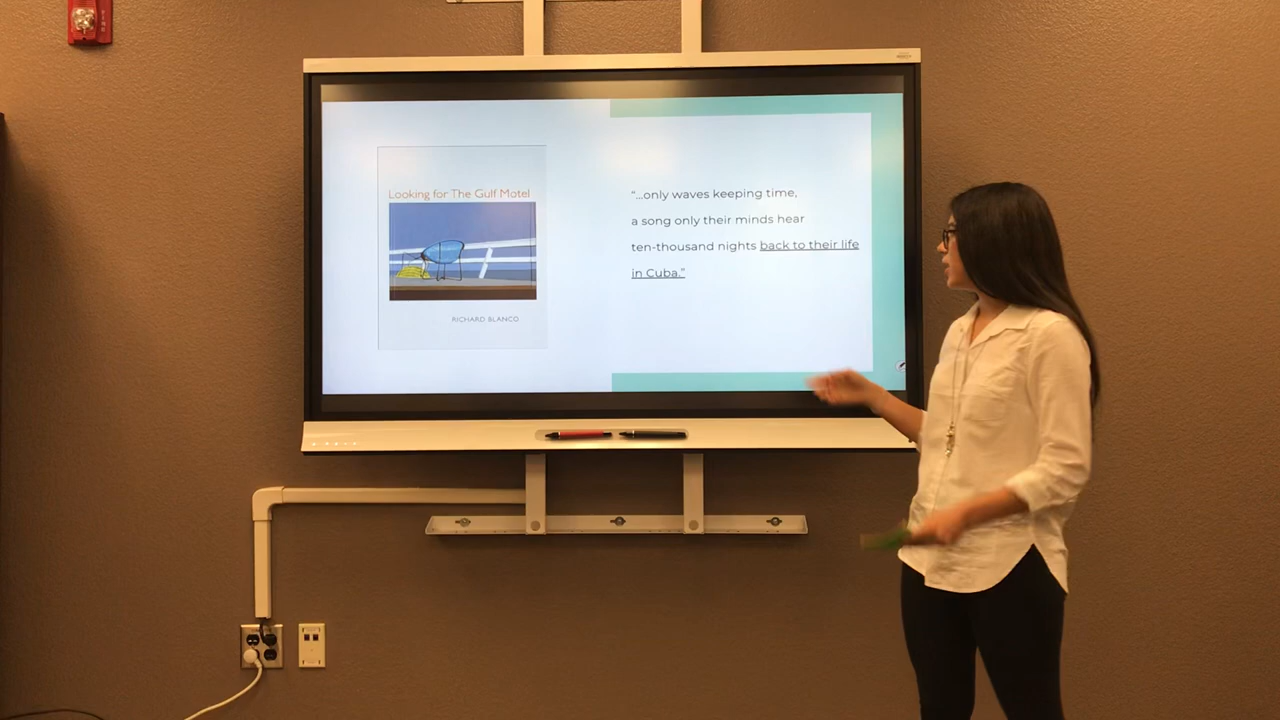 FIRE
Looking for The Gulf Motel
RICHARD BLANCO
“...only waves keeping time,
a song only their minds hear
ten-thousand nights back to their life
in Cuba.”